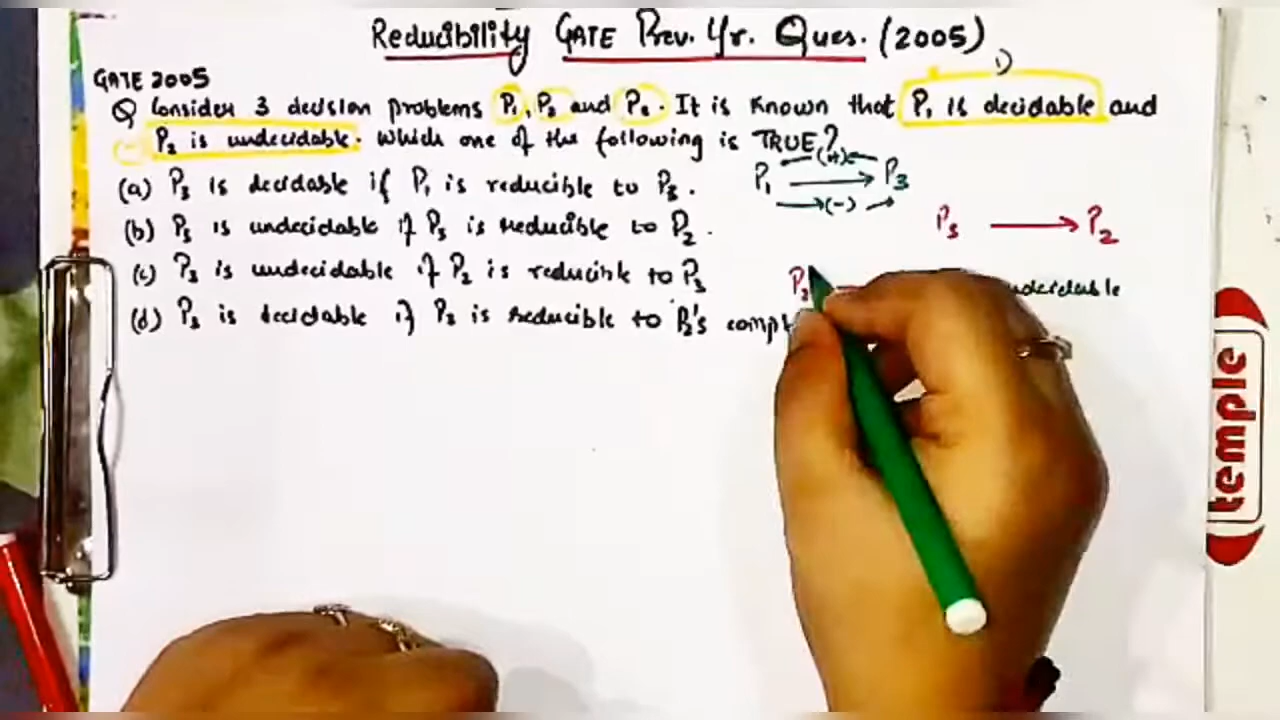 Reducibility GATE Prev. Yr. Ques. (2005)
GATE 2005
Q Consider 3 decision problems P₁, P₂ and P₃. It is known that P₁ is decidable and
P₂ is undecidable. Which one of the following is TRUE?
(a) P₃ is decidable if P₁ is reducible to P₃.
(b) P₃ is undecidable if P₃ is reducible to P₂.
(c) P₃ is undecidable if P₂ is reducible to P₃
(d) P₃ is decidable if P₃ is reducible to P₂'s compl
1)
(+)
P₁ → P₃
→ (-) →
P₃ → P₂
P₂
undecidable
temple